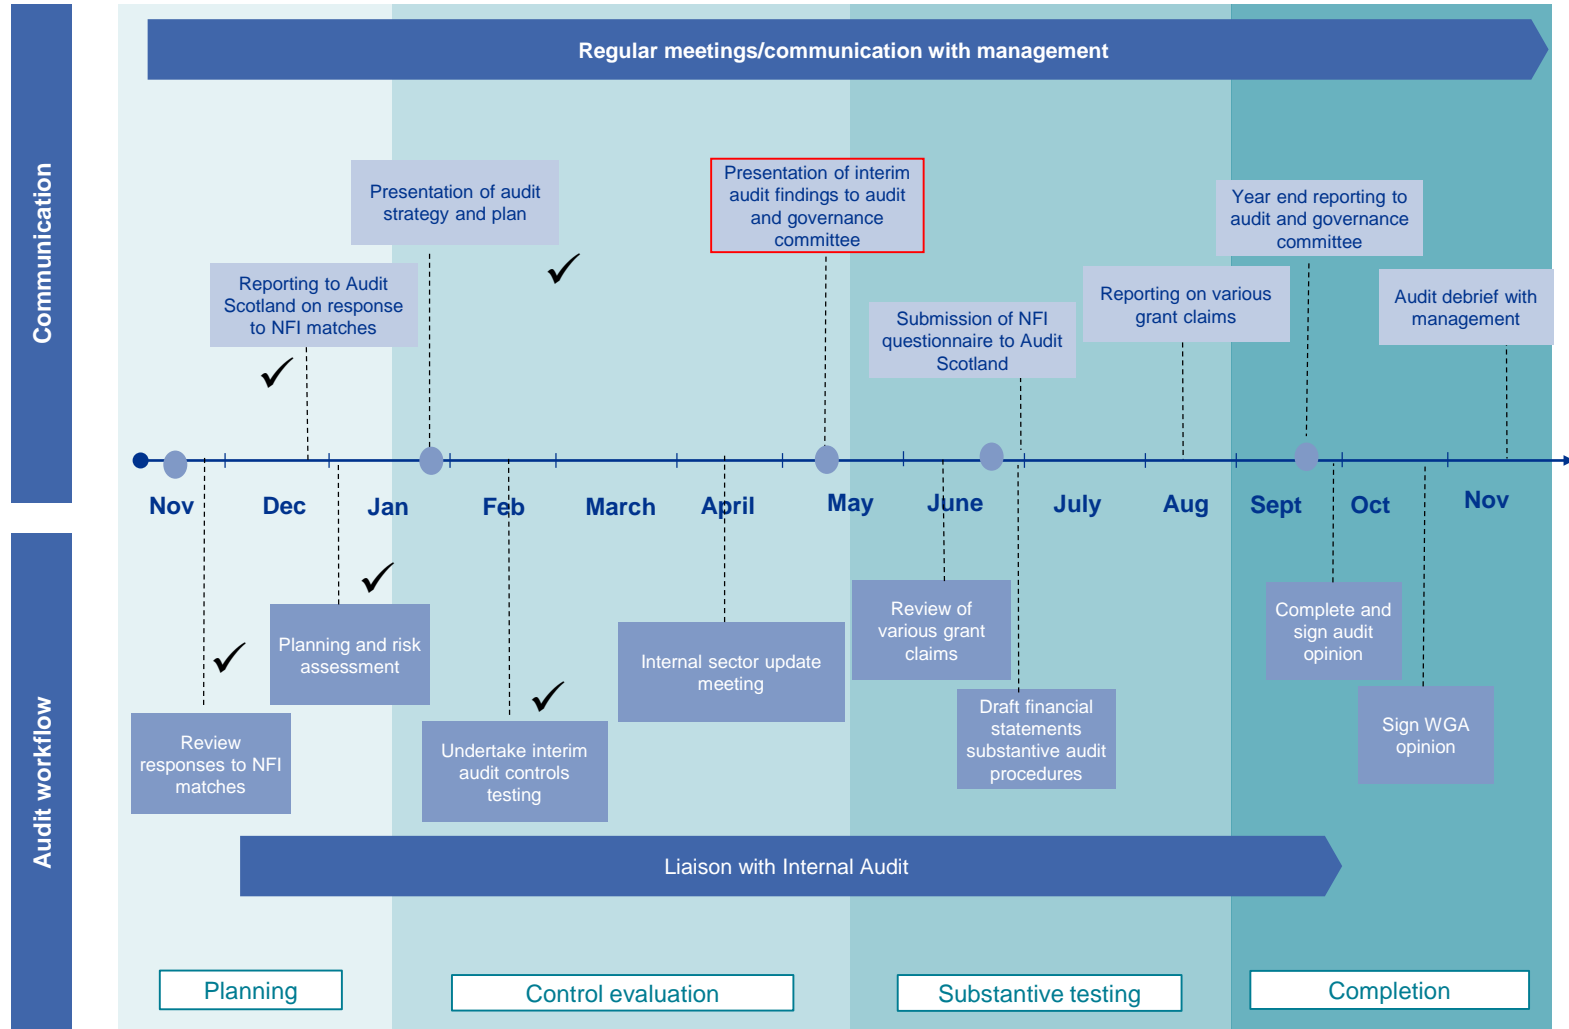 Communication
Regular meetings/communication with management
Presentation of audit
strategy and plan
Reporting to Audit
Scotland on response
to NFI matches
Presentation of interim
audit findings to audit
and governance
committee
Submission of NFI
questionnaire to Audit
Scotland
Reporting on various
grant claims
Year end reporting to
audit and governance
committee
Audit debrief with
management
Nov
Dec
Jan
Feb
March
April
May
June
July
Aug
Sept
Oct
Nov
Audit workflow
Review
responses to NFI
matches
Planning and risk
assessment
Undertake interim
audit controls
testing
Internal sector update
meeting
Review of
various grant
claims
Draft financial
statements
substantive audit
procedures
Complete and
sign audit
opinion
Sign WGA
opinion
Liaison with Internal Audit
Planning
Control evaluation
Substantive testing
Completion